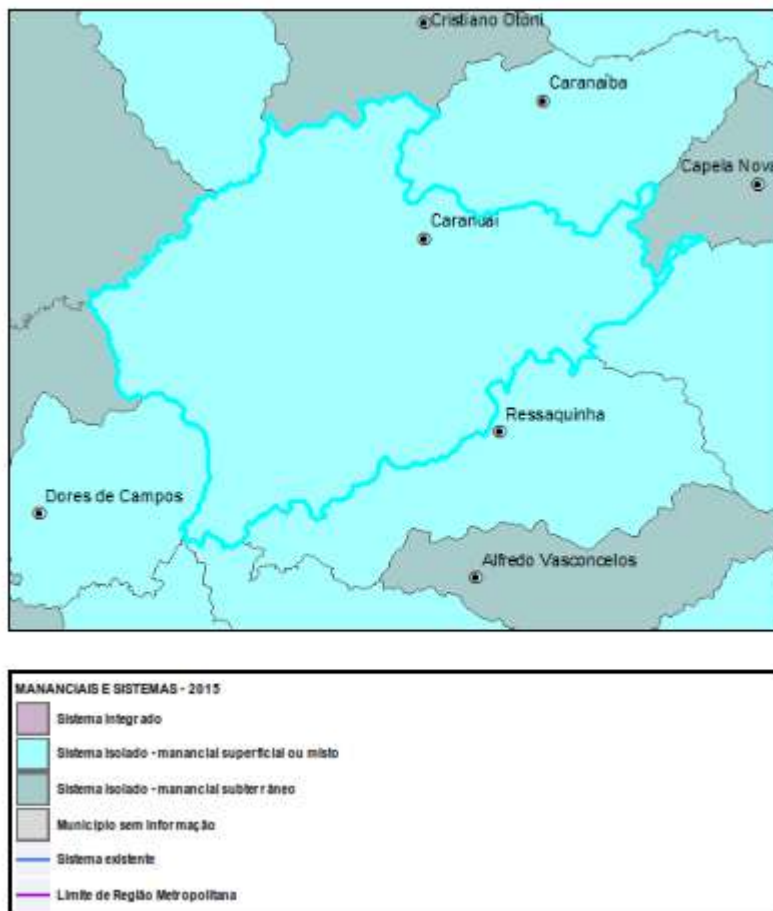 Cristiano Otoni
Caranaíba
Capela Nova
Carandaí
Ressaquinha
Dores de Campos
Alfredo Vasconcelos
MANANCIAIS E SISTEMAS - 2015
Sistema Integrado
Sistema Isolado - manancial superficial ou misto
Sistema Isolado - manancial subterrâneo
Município sem Informação
Sistema existente
Limite de Região Metropolitana